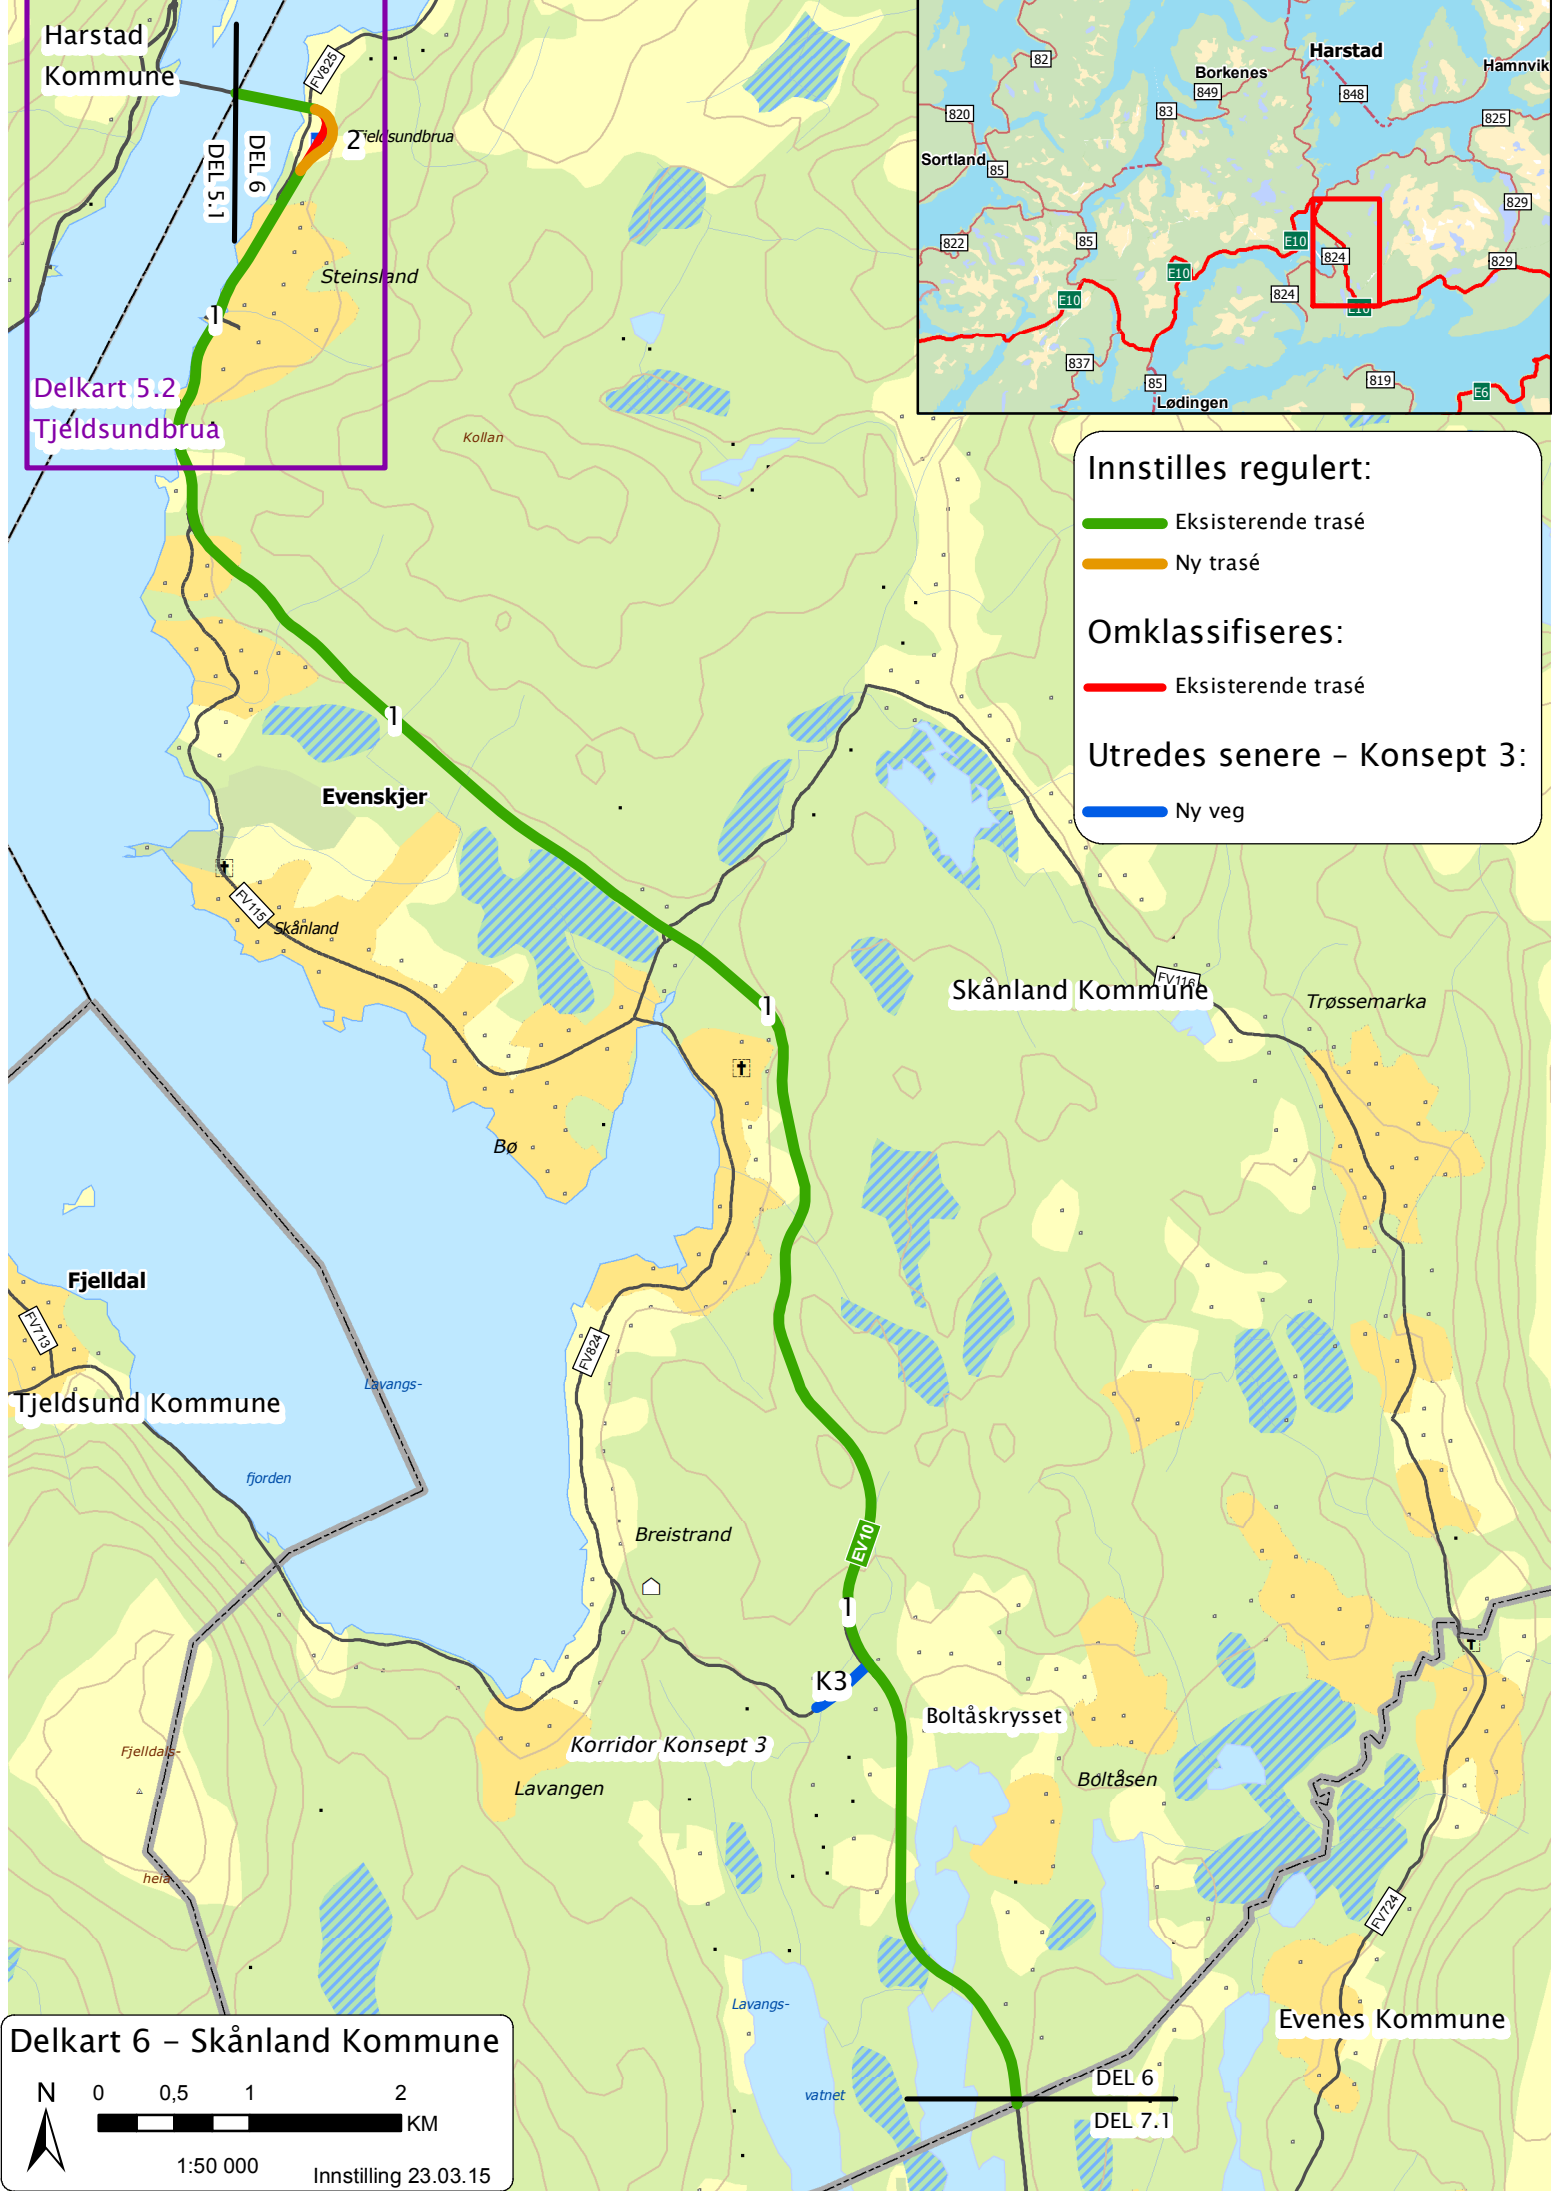 Harstad
Kommune
FV825
Tjeldsundbrua
2
DEL 5.1
DEL 6
Steinsland
1
Delkart 5.2
Tjeldsundbrua
Kollan
82
Harstad
Borkenes
849
Hamnvik
848
820
83
825
Sortland
85
829
822
85
E10
824
829
E10
E10
824
E10
837
85
819
E6
Lødingen
Innstilles regulert:
Eksisterende trasé
Ny trasé
Omklassifiseres:
Eksisterende trasé
Utredes senere – Konsept 3:
Ny veg
1
Evenskjer
FV115
Skånland
1
Skånland Kommune
FV116
Trøssemarka
Bø
Fjelldal
FV713
FV824
Tjeldsund Kommune
Lavangs-
fjorden
Breistrand
EV10
1
K3
Boltåskrysset
Korridor Konsept 3
Boltåsen
Lavangen
Fjelldals-
heia
FV724
Lavangs-
vatnet
Evenes Kommune
DEL 6
DEL 7.1
Delkart 6 – Skånland Kommune
N
0 0,5 1 2
KM
1:50 000
Innstilling 23.03.15